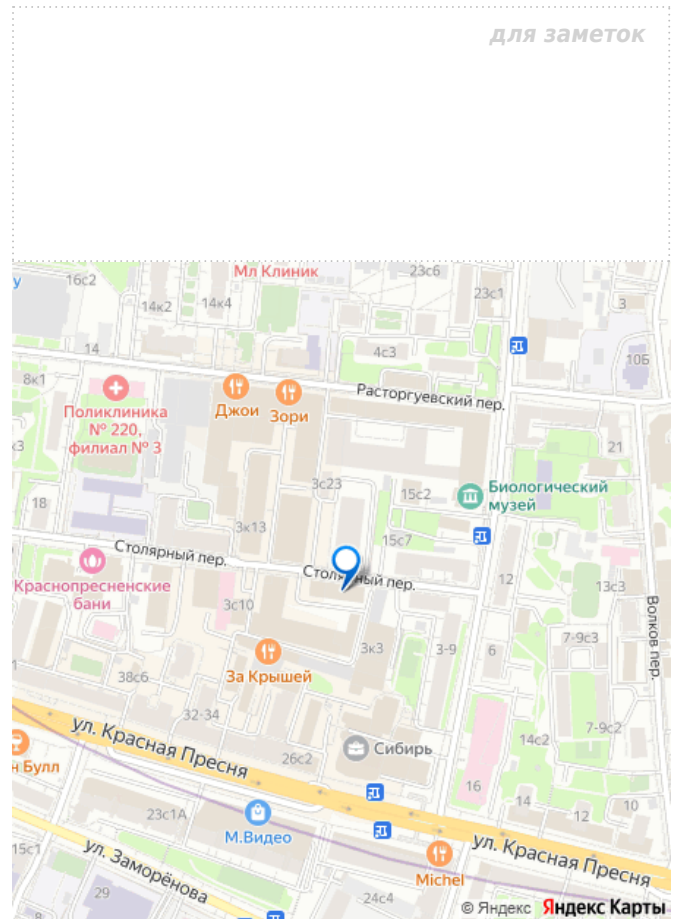 для заметок
Мл Клиник
23с6
16с2
у
14к2
14к4
23с1
3
14
4с3
10Б
8к1
Поликлиника
№ 220,
филиал № 3
Джои
Зори
Расторгуевский пер.
к3
21
3с23
15с2
Биологический
музей
18
3к13
15с7
Столярный пер.
Столярный пер.
12
13с3
Краснопресненские
бани
3с10
Волков пер.
3к3
3-9
6
7-9с3
За Крышей
38с6
32-34
ул. Красная Пресня
26с2
Сибирь
14с2
7-9с2
н Булл
16
14
12
10
23с1А
М.Видео
15с1
ул. Заморёнова
ул. Красная Пресня
Michel
29
24с4
© Яндекс Яндекс Карты